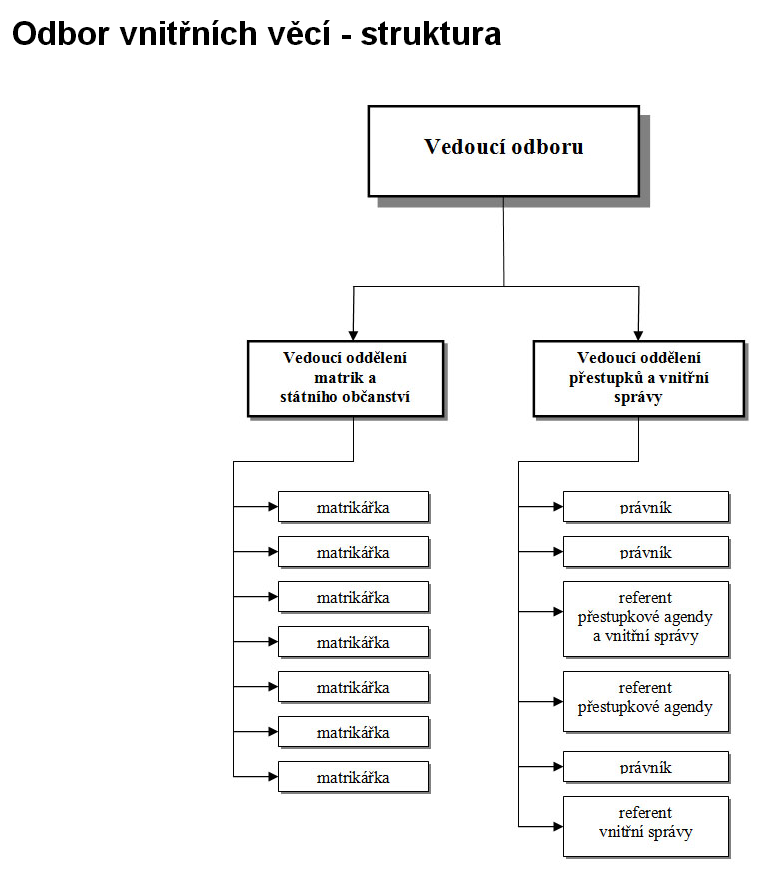 Odbor vnitřních věcí - struktura
Vedoucí odboru
Vedoucí oddělení
matrik a
státního občanství
matrikářka
matrikářka
matrikářka
matrikářka
matrikářka
matrikářka
matrikářka
Vedoucí oddělení
přestupků a vnitřní
správy
právník
právník
referent
přestupkové agendy
a vnitřní správy
referent
přestupkové agendy
právník
referent
vnitřní správy